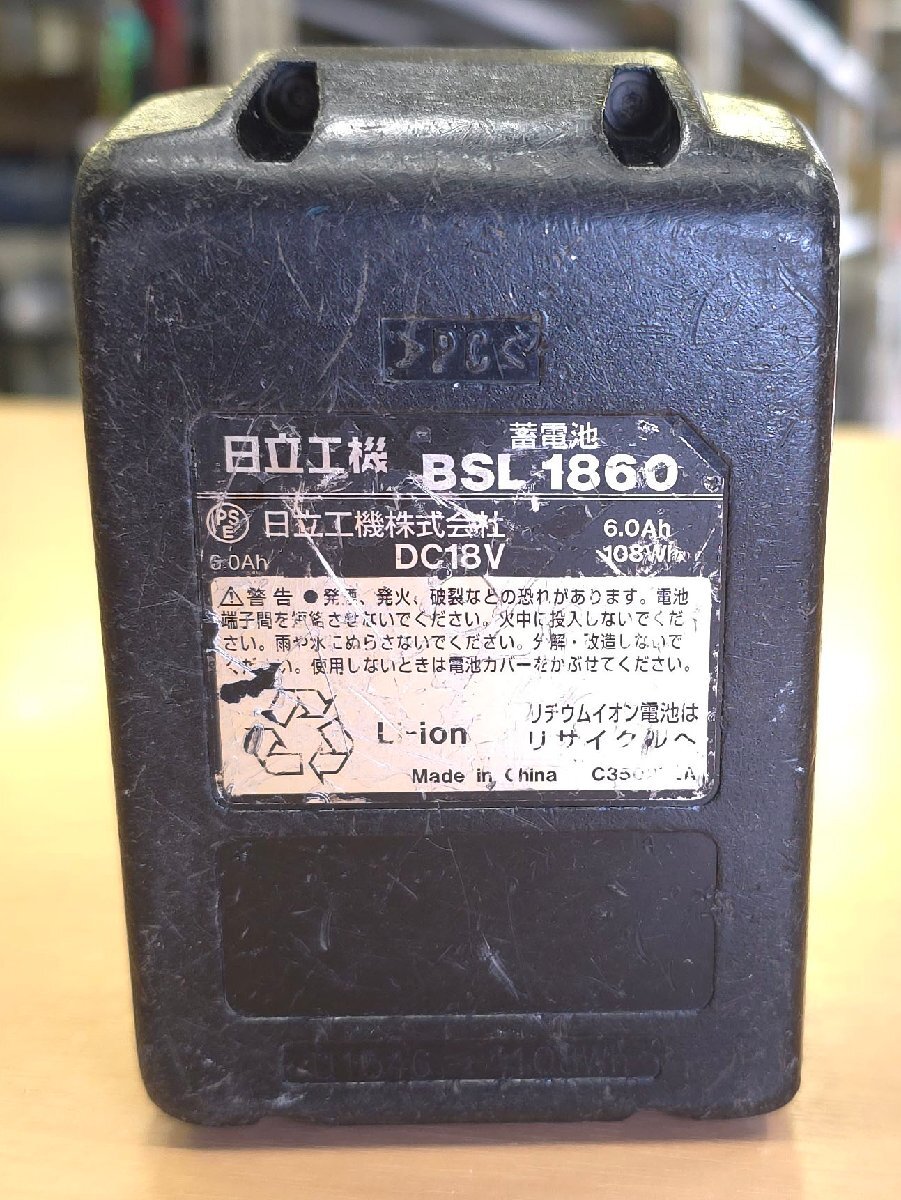 >PC<
日立工機
蓄電池
BSL 1860
PSE 日立工機株式会社 6.0Ah
6.0Ah DC18V 108Wh
⚠警告 ●発煙、発火、破裂などの恐れがあります。電池
端子間を短絡させないでください。火中に投入しないでくだ
さい。雨や水にぬらさないでください。分解・改造しないで
ください。使用しないときは電池カバーをかぶせてください。
Li-ion
リチウムイオン電池は
リサイクルへ
Made in China